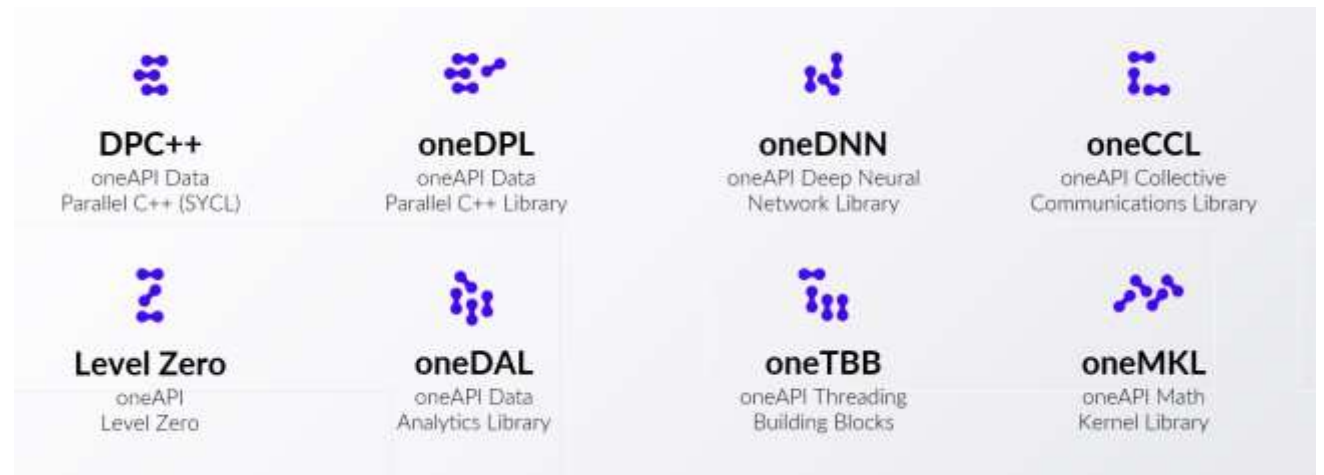 DPC++
oneAPI Data
Parallel C++ (SYCL)
oneDPL
oneAPI Data
Parallel C++ Library
oneDNN
oneAPI Deep Neural
Network Library
oneCCL
oneAPI Collective
Communications Library
Level Zero
oneAPI
Level Zero
oneDAL
oneAPI Data
Analytics Library
oneTBB
oneAPI Threading
Building Blocks
oneMKL
oneAPI Math
Kernel Library